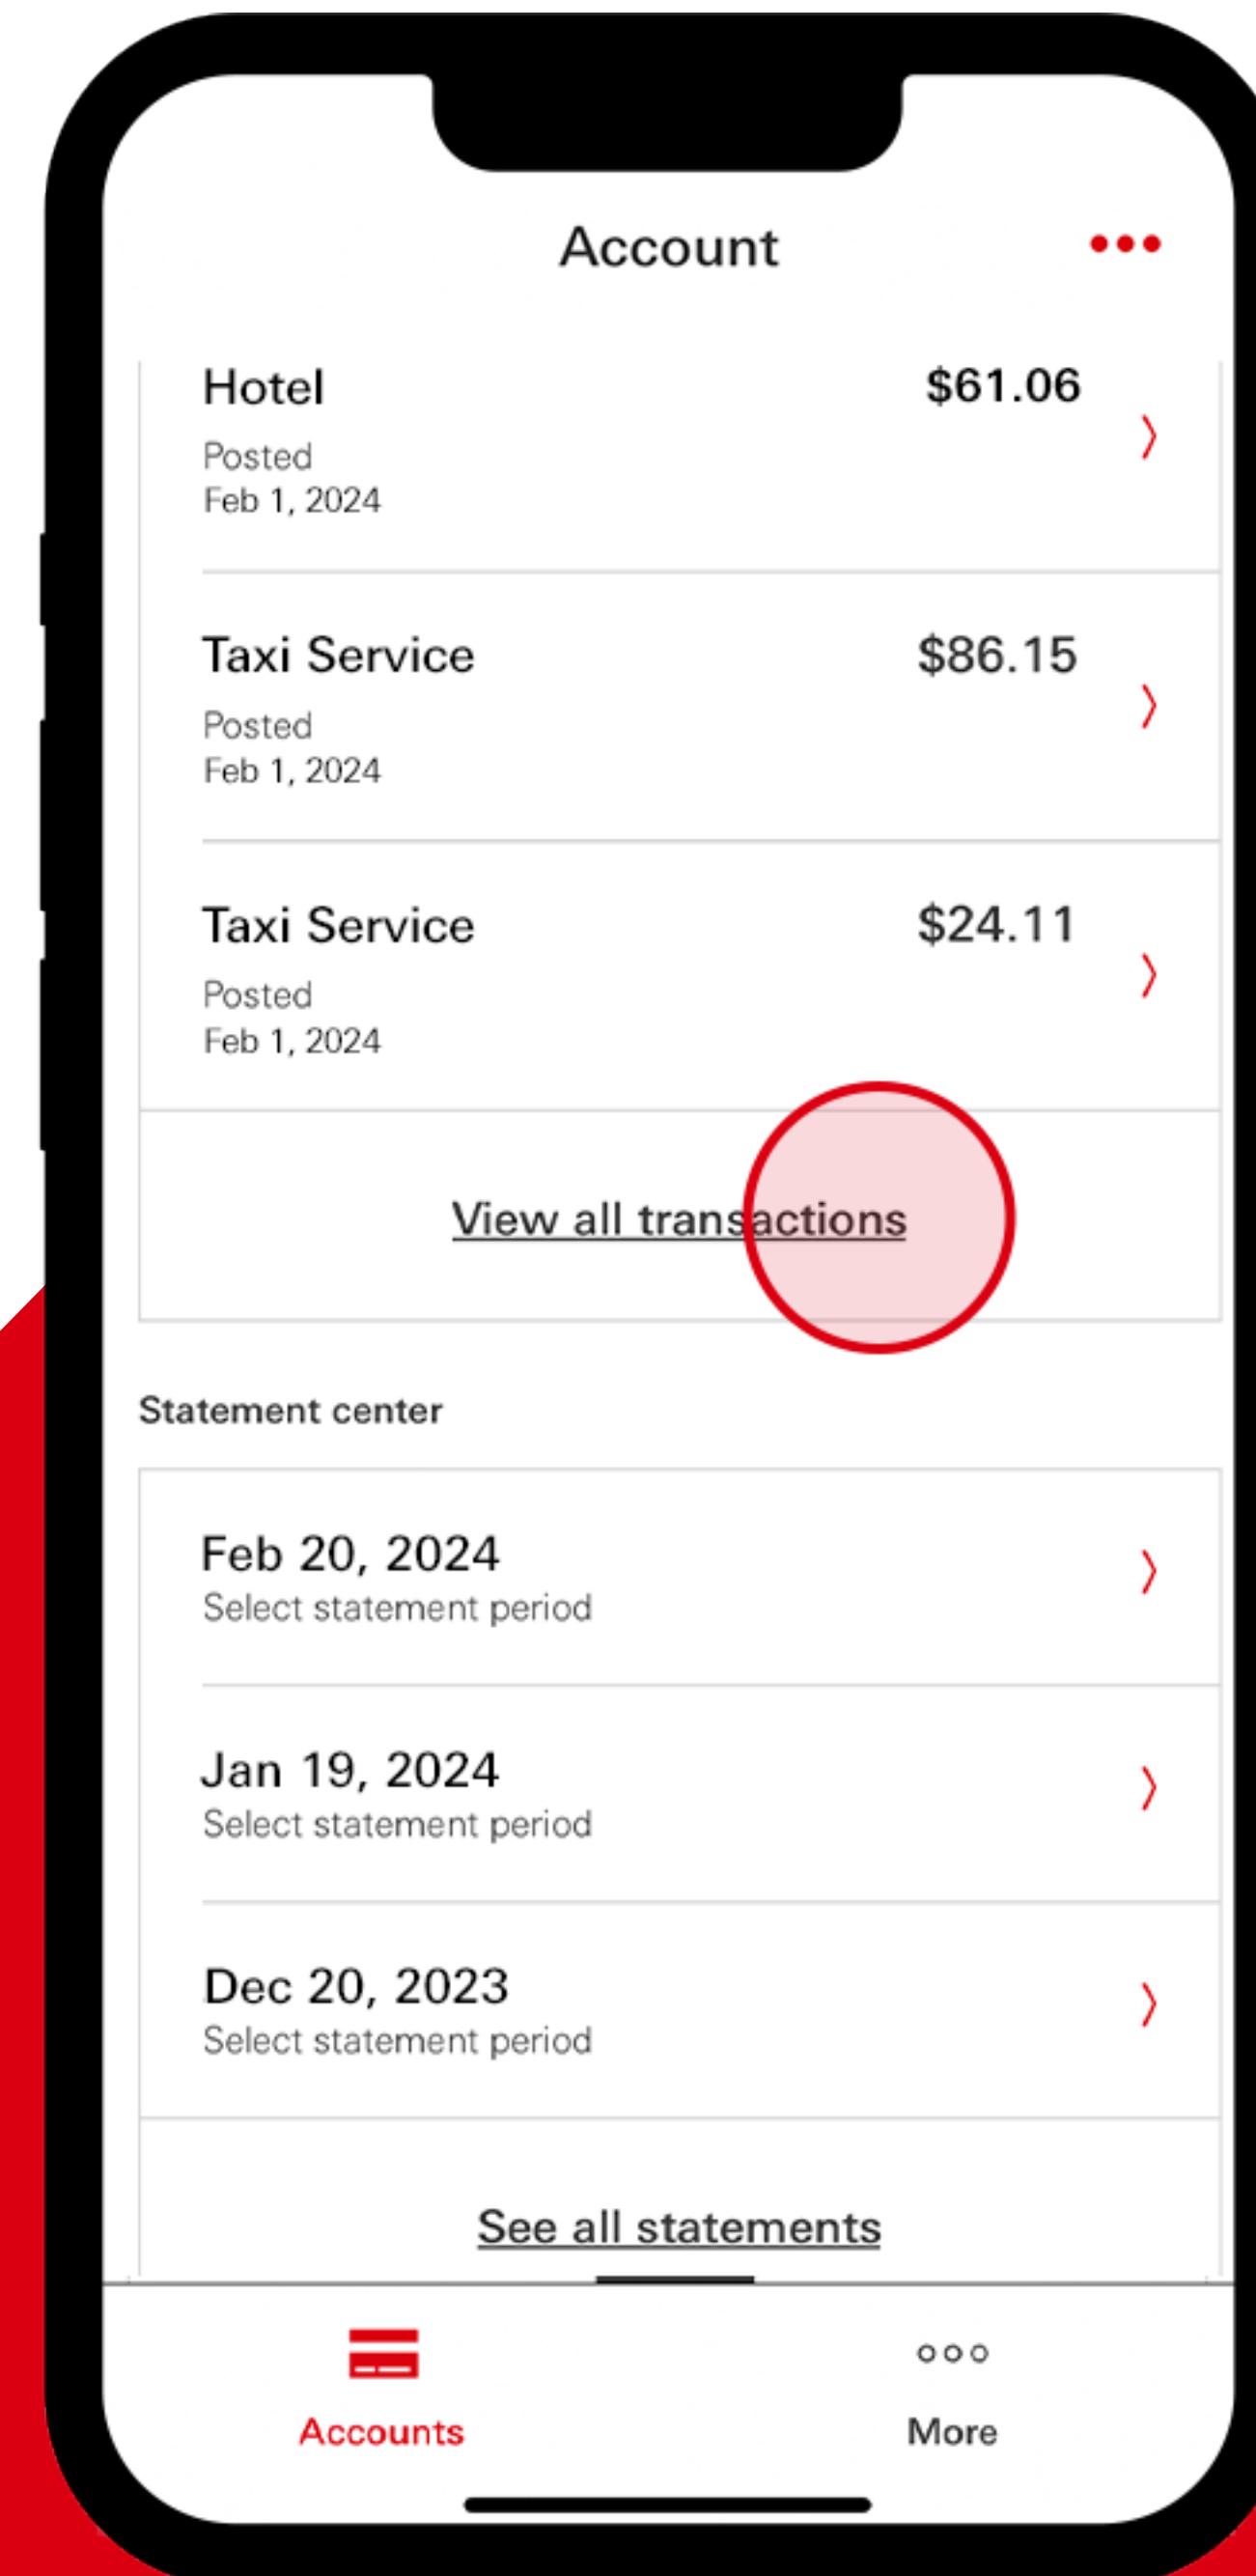 Account
Hotel
$61.06
Posted
Feb 1, 2024
Taxi Service
$86.15
Posted
Feb 1, 2024
Taxi Service
$24.11
Posted
Feb 1, 2024
View all transactions
Statement center
Feb 20, 2024
Select statement period
Jan 19, 2024
Select statement period
Dec 20, 2023
Select statement period
See all statements
Accounts
More